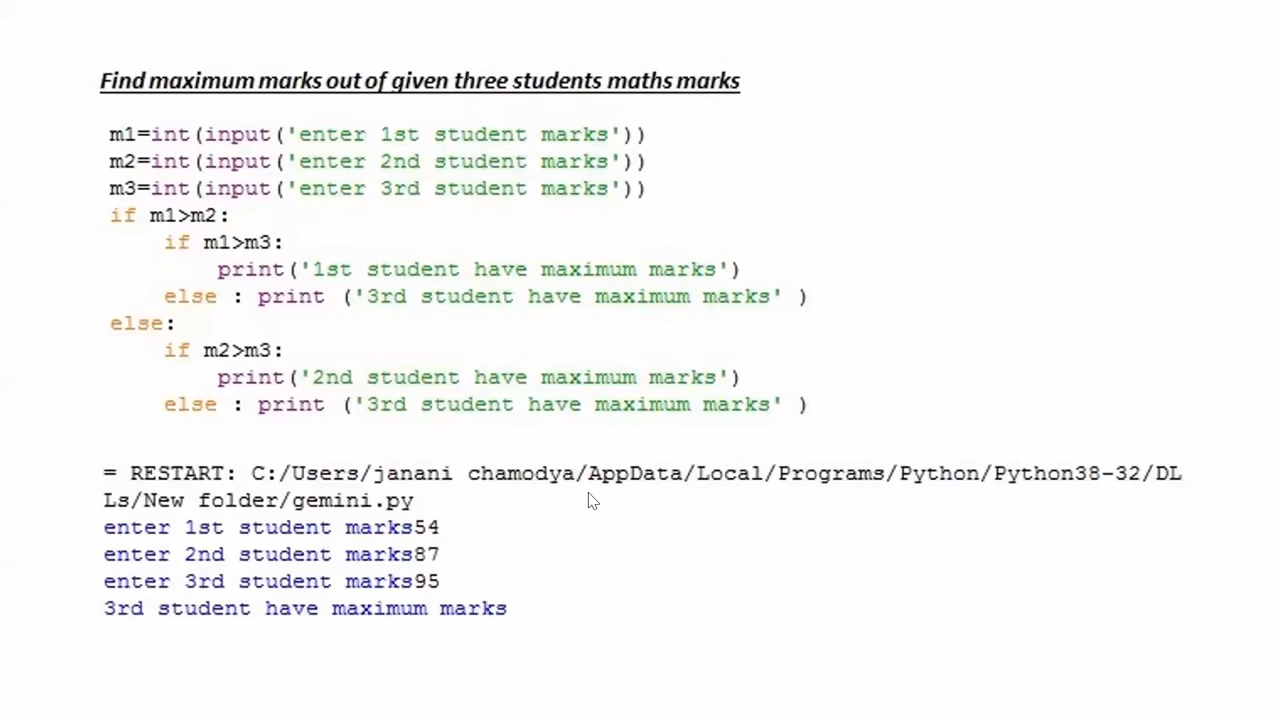 Find maximum marks out of given three students maths marks
m1=int(input('enter 1st student marks'))
m2=int(input('enter 2nd student marks'))
m3=int(input('enter 3rd student marks'))
if m1>m2:
    if m1>m3:
        print('1st student have maximum marks')
    else : print ('3rd student have maximum marks' )
else:
    if m2>m3:
        print('2nd student have maximum marks')
    else : print ('3rd student have maximum marks' )
= RESTART: C:/Users/janani chamodya/AppData/Local/Programs/Python/Python38-32/DL
Ls/New folder/gemini.py
enter 1st student marks54
enter 2nd student marks87
enter 3rd student marks95
3rd student have maximum marks